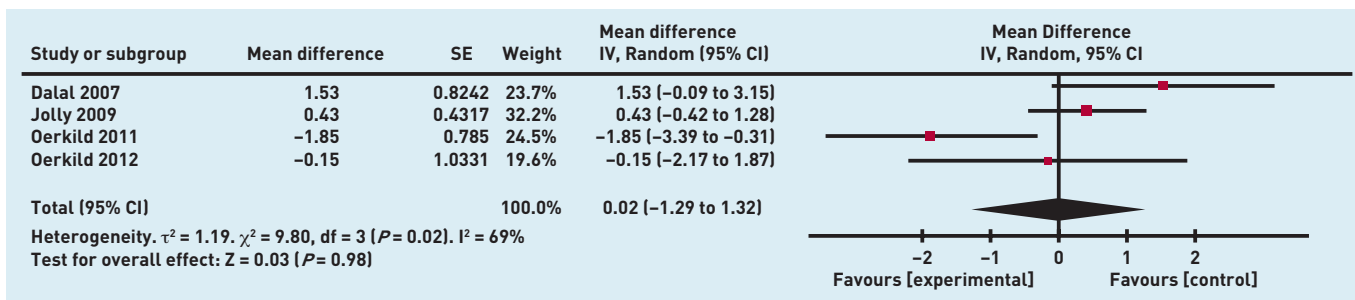 Mean difference Mean Difference
Study or subgroup Mean difference SE Weight IV, Random (95% CI) IV, Random, 95% CI
Dalal 2007 1.53 0.8242 23.7% 1.53 (−0.09 to 3.15)
Jolly 2009 0.43 0.4317 32.2% 0.43 (−0.42 to 1.28)
Oerkild 2011 −1.85 0.785 24.5% −1.85 (−3.39 to −0.31)
Oerkild 2012 −0.15 1.0331 19.6% −0.15 (−2.17 to 1.87)
Total (95% CI) 100.0% 0.02 (−1.29 to 1.32)
Heterogeneity. τ² = 1.19. χ² = 9.80, df = 3 (P = 0.02). I² = 69%
Test for overall effect: Z = 0.03 (P = 0.98)
−2 −1 0 1 2
Favours [experimental] Favours [control]